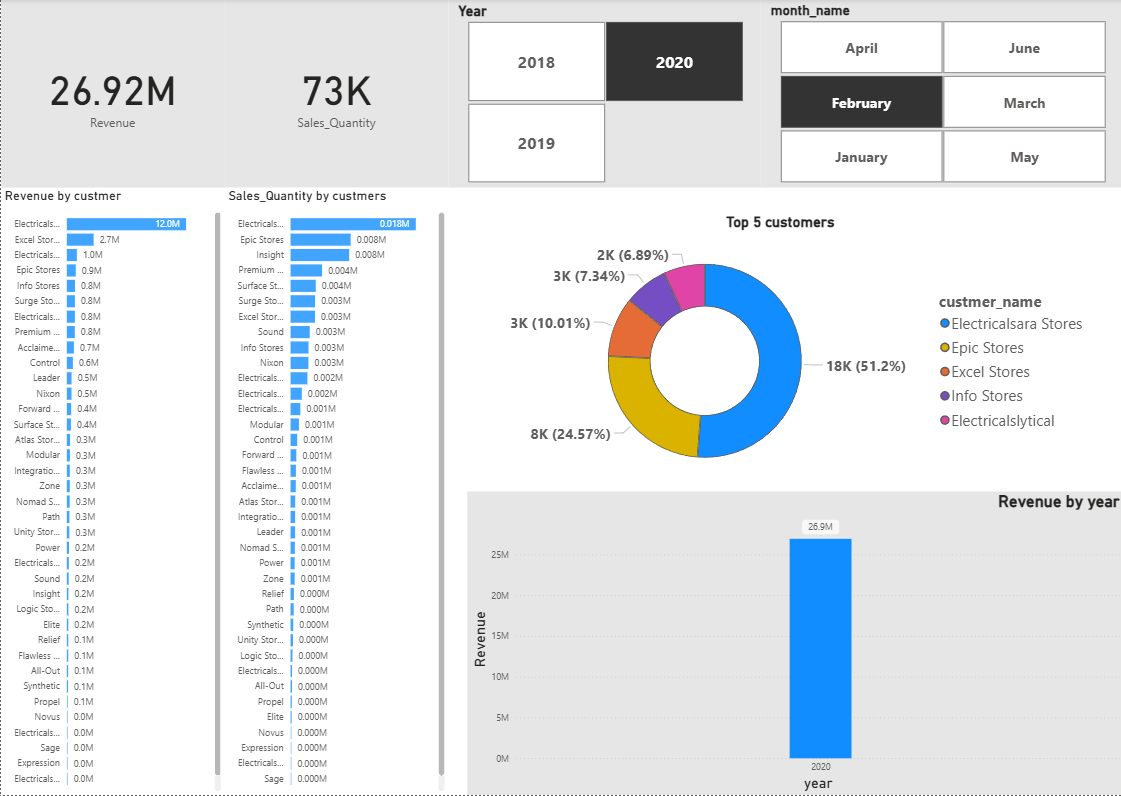 26.92M
Revenue
73K
Sales_Quantity
Year
2018
2020
2019
month_name
April
June
February
March
January
May
Revenue by custmer
Electricals... 12.0M
Excel Stor... 2.7M
Electricals... 1.0M
Epic Stores 0.9M
Info Stores 0.8M
Surge Sto... 0.8M
Electricals... 0.8M
Premium ... 0.8M
Acclaime... 0.7M
Control 0.6M
Leader 0.5M
Nixon 0.5M
Forward ... 0.4M
Surface St... 0.4M
Atlas Stor... 0.3M
Modular 0.3M
Integratio... 0.3M
Zone 0.3M
Nomad S... 0.3M
Path 0.3M
Unity Stor... 0.3M
Power 0.2M
Electricals... 0.2M
Sound 0.2M
Insight 0.2M
Logic Sto... 0.2M
Elite 0.2M
Relief 0.1M
Flawless ... 0.1M
All-Out 0.1M
Synthetic 0.1M
Propel 0.1M
Novus 0.0M
Electricals... 0.0M
Sage 0.0M
Expression 0.0M
Electricals... 0.0M
Sales_Quantity by custmers
Electricals... 0.018M
Epic Stores 0.008M
Insight 0.008M
Premium ... 0.004M
Surface St... 0.004M
Surge Sto... 0.003M
Excel Stor... 0.003M
Sound 0.003M
Info Stores 0.003M
Nixon 0.003M
Electricals... 0.002M
Electricals... 0.002M
Electricals... 0.001M
Modular 0.001M
Control 0.001M
Forward ... 0.001M
Flawless ... 0.001M
Acclaime... 0.001M
Atlas Stor... 0.001M
Integratio... 0.001M
Leader 0.001M
Nomad S... 0.001M
Power 0.001M
Zone 0.001M
Relief 0.000M
Path 0.000M
Synthetic 0.000M
Unity Stor... 0.000M
Logic Sto... 0.000M
Electricals... 0.000M
All-Out 0.000M
Propel 0.000M
Elite 0.000M
Novus 0.000M
Expression 0.000M
Electricals... 0.000M
Sage 0.000M
Top 5 customers
2K (6.89%)
3K (7.34%)
3K (10.01%)
18K (51.2%)
8K (24.57%)
custmer_name
Electricalsara Stores
Epic Stores
Excel Stores
Info Stores
Electricalslytical
Revenue by year
26.9M
25M
20M
15M
10M
5M
0M
Revenue
2020
year